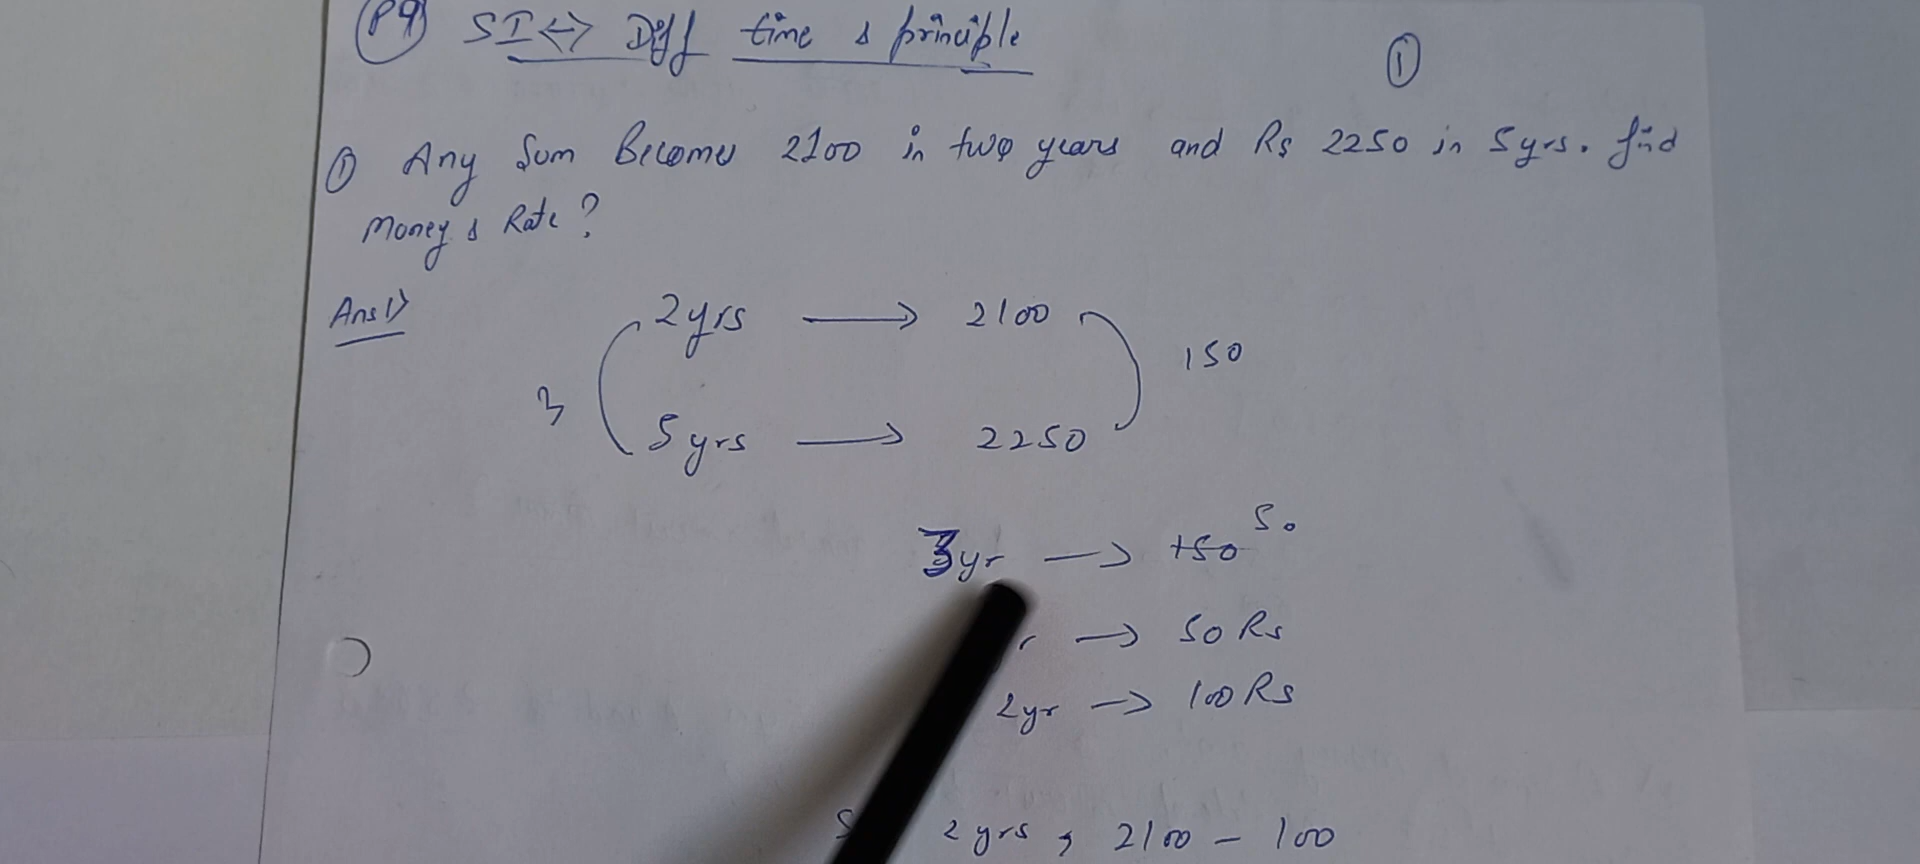 P9 SI <-> Diff time & principle
①
① Any Sum Becomes 2100 in two years and Rs 2250 in 5yrs. find
Money & Rate?
Ans1>
2yrs → 2100
3 150
5yrs → 2250
3yr → 150 50
→ 50 Rs
2yr → 100 Rs
2yrs, 2100 - 100